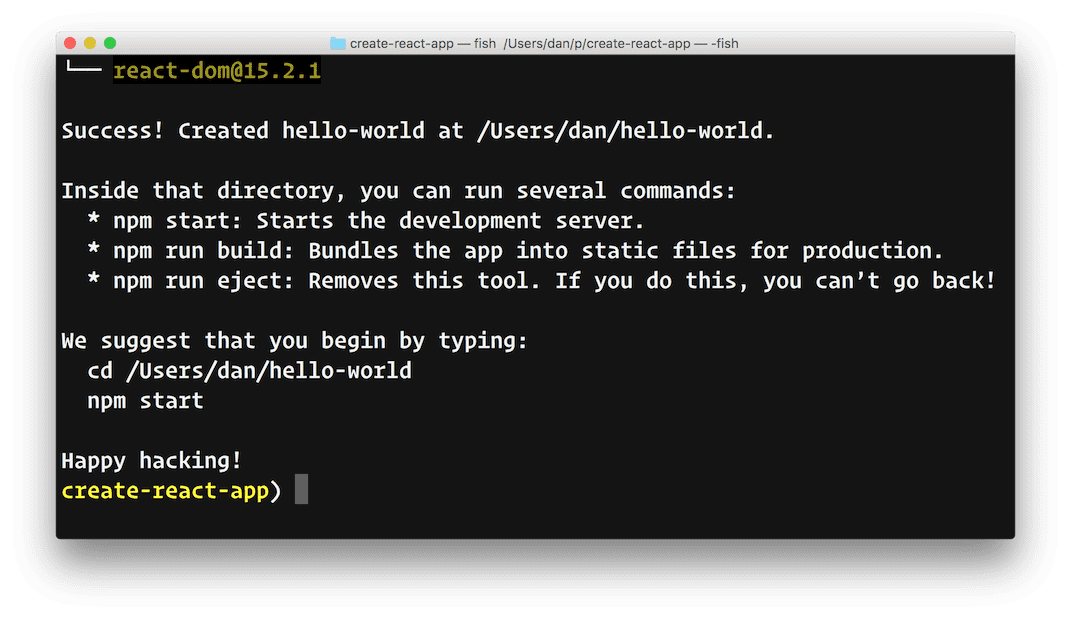 create-react-app — fish /Users/dan/p/create-react-app — -fish
└── react-dom@15.2.1
Success! Created hello-world at /Users/dan/hello-world.
Inside that directory, you can run several commands:
* npm start: Starts the development server.
* npm run build: Bundles the app into static files for production.
* npm run eject: Removes this tool. If you do this, you can’t go back!
We suggest that you begin by typing:
cd /Users/dan/hello-world
npm start
Happy hacking!
create-react-app)